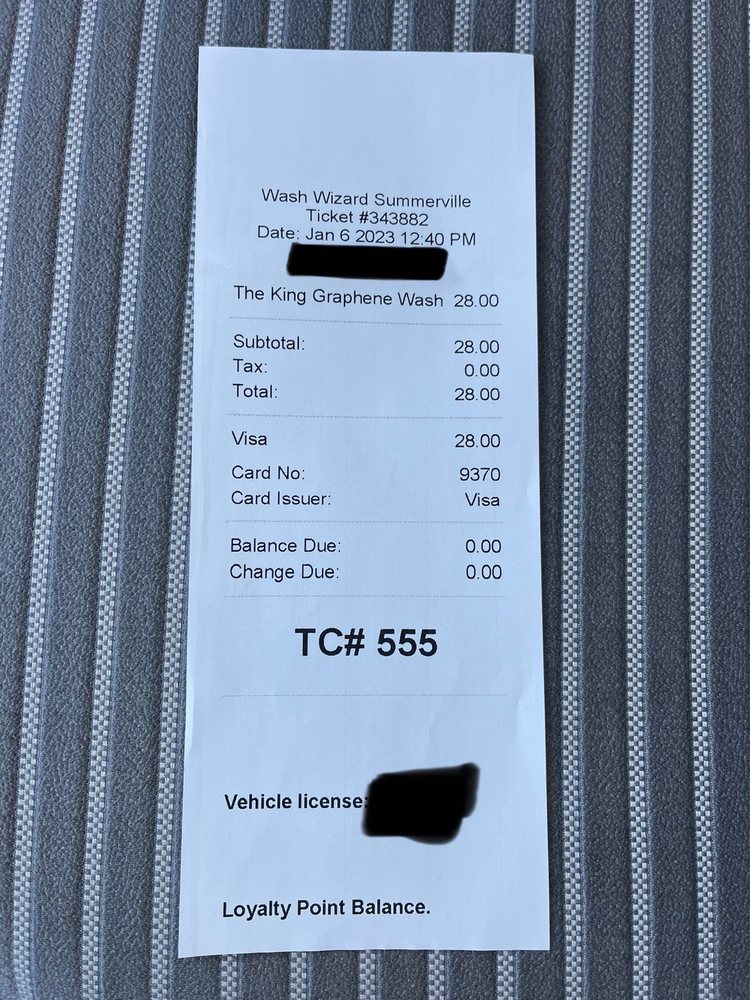 Wash Wizard Summerville
Ticket #343882
Date: Jan 6 2023 12:40 PM
The King Graphene Wash 28.00
Subtotal: 28.00
Tax: 0.00
Total: 28.00
Visa 28.00
Card No: 9370
Card Issuer: Visa
Balance Due: 0.00
Change Due: 0.00
TC# 555
Vehicle license:
Loyalty Point Balance.